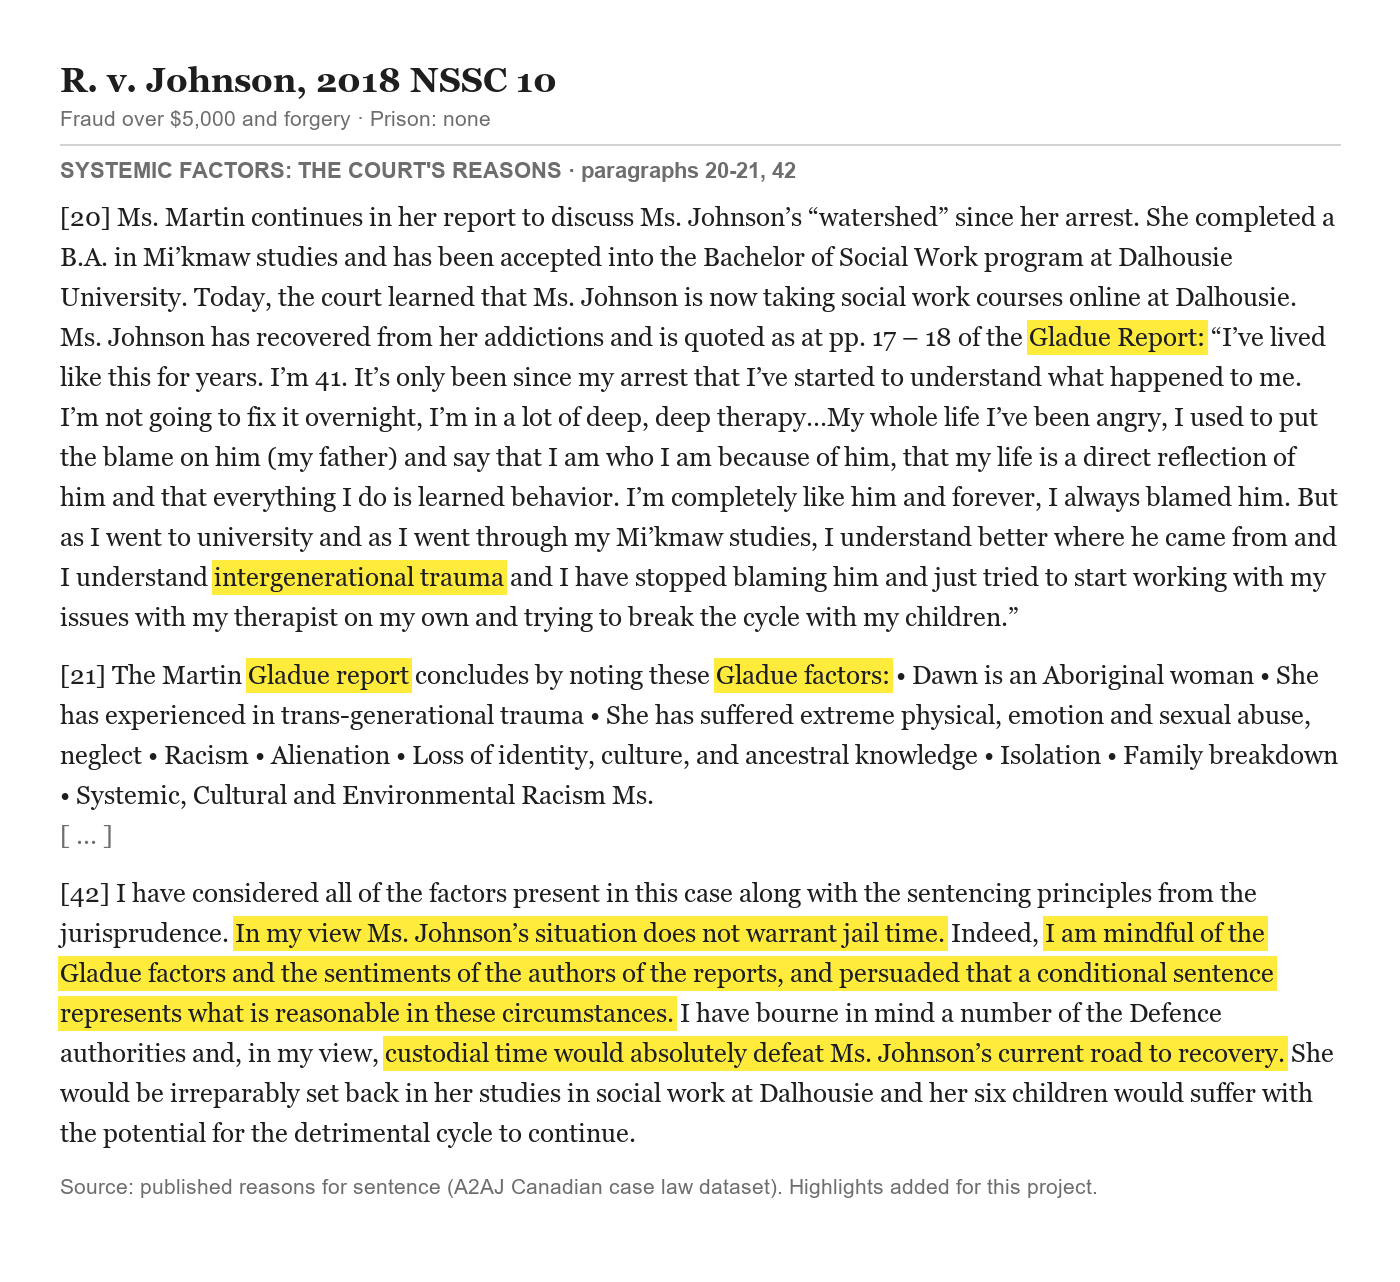 R. v. Johnson, 2018 NSSC 10
Fraud over $5,000 and forgery · Prison: none
SYSTEMIC FACTORS: THE COURT'S REASONS · paragraphs 20-21, 42
[20] Ms. Martin continues in her report to discuss Ms. Johnson’s “watershed” since her arrest. She completed a
B.A. in Mi’kmaw studies and has been accepted into the Bachelor of Social Work program at Dalhousie
University. Today, the court learned that Ms. Johnson is now taking social work courses online at Dalhousie.
Ms. Johnson has recovered from her addictions and is quoted as at pp. 17 – 18 of the Gladue Report: “I’ve lived
like this for years. I’m 41. It’s only been since my arrest that I’ve started to understand what happened to me.
I’m not going to fix it overnight, I’m in a lot of deep, deep therapy…My whole life I’ve been angry, I used to put
the blame on him (my father) and say that I am who I am because of him, that my life is a direct reflection of
him and that everything I do is learned behavior. I’m completely like him and forever, I always blamed him. But
as I went to university and as I went through my Mi’kmaw studies, I understand better where he came from and
I understand intergenerational trauma and I have stopped blaming him and just tried to start working with my
issues with my therapist on my own and trying to break the cycle with my children.”
[21] The Martin Gladue report concludes by noting these Gladue factors: • Dawn is an Aboriginal woman • She
has experienced in trans-generational trauma • She has suffered extreme physical, emotion and sexual abuse,
neglect • Racism • Alienation • Loss of identity, culture, and ancestral knowledge • Isolation • Family breakdown
• Systemic, Cultural and Environmental Racism Ms.
[ … ]
[42] I have considered all of the factors present in this case along with the sentencing principles from the
jurisprudence. In my view Ms. Johnson’s situation does not warrant jail time. Indeed, I am mindful of the
Gladue factors and the sentiments of the authors of the reports, and persuaded that a conditional sentence
represents what is reasonable in these circumstances. I have bourne in mind a number of the Defence
authorities and, in my view, custodial time would absolutely defeat Ms. Johnson’s current road to recovery. She
would be irreparably set back in her studies in social work at Dalhousie and her six children would suffer with
the potential for the detrimental cycle to continue.
Source: published reasons for sentence (A2AJ Canadian case law dataset). Highlights added for this project.